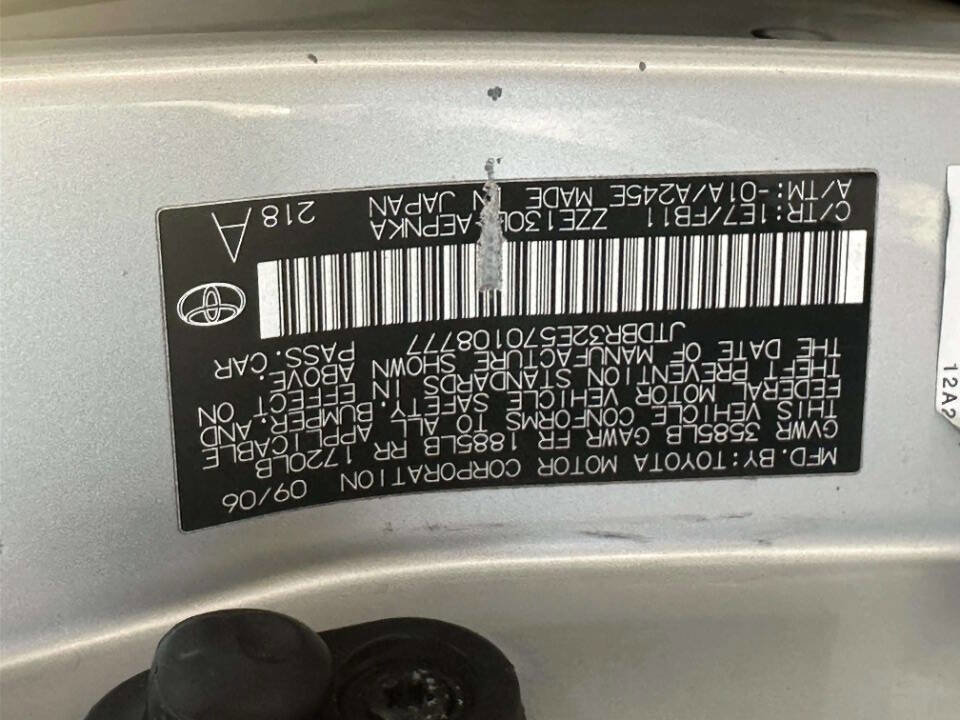 MFD. BY: TOYOTA MOTOR CORPORATION 09/06
GVWR 3585LB GAWR FR 1885LB RR 1720LB
THIS VEHICLE CONFORMS TO ALL APPLICABLE
FEDERAL MOTOR VEHICLE SAFETY, BUMPER, AND
THEFT PREVENTION STANDARDS IN EFFECT ON
THE DATE OF MANUFACTURE SHOWN ABOVE.
JTDBR32E570108777 PASS. CAR
C/TR: 1E7/FB11 ZZE130 AEPNKA
A/TM: -01A/A245E MADE IN JAPAN
218 A
12A2